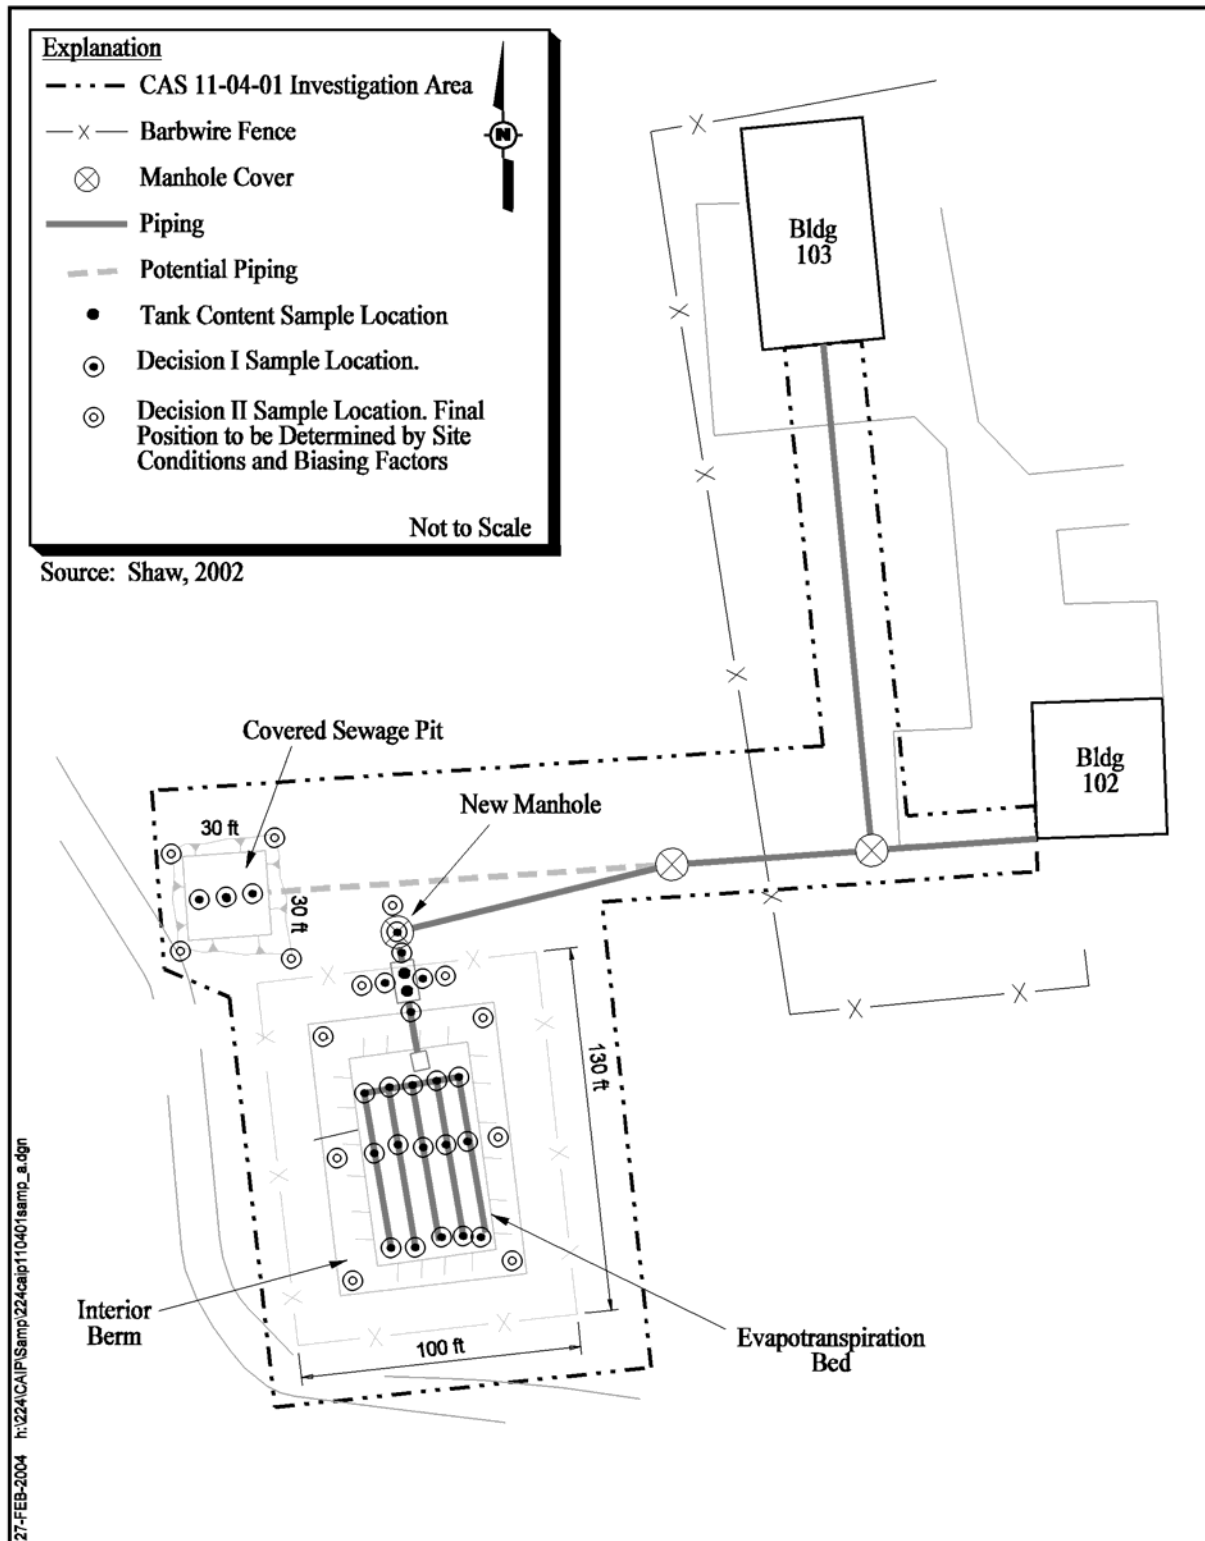 Explanation
CAS 11-04-01 Investigation Area
X
Barbwire Fence
N
Manhole Cover
Piping
Potential Piping
Tank Content Sample Location
Decision I Sample Location.
Decision II Sample Location. Final
Position to be Determined by Site
Conditions and Biasing Factors
Not to Scale
Source: Shaw, 2002
Bldg
103
Bldg
102
Covered Sewage Pit
New Manhole
30 ft
30 ft
130 ft
100 ft
Interior
Berm
Evapotranspiration
Bed
27-FEB-2004 h:\224\CAIP\Samp\224caip110401samp_a.dgn